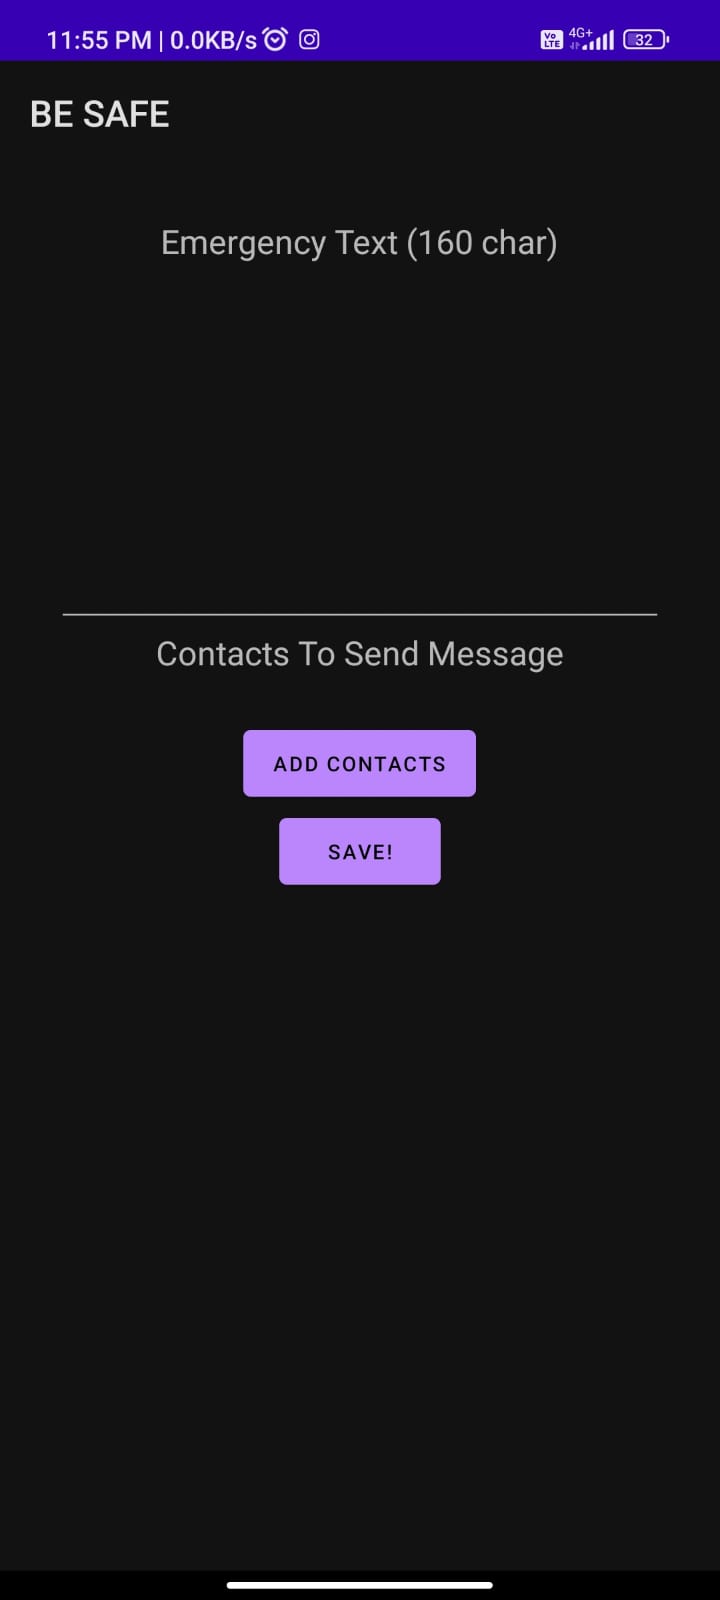 11:55 PM | 0.0KB/s
Vo LTE 4G+ 32
BE SAFE
Emergency Text (160 char)
Contacts To Send Message
ADD CONTACTS
SAVE!